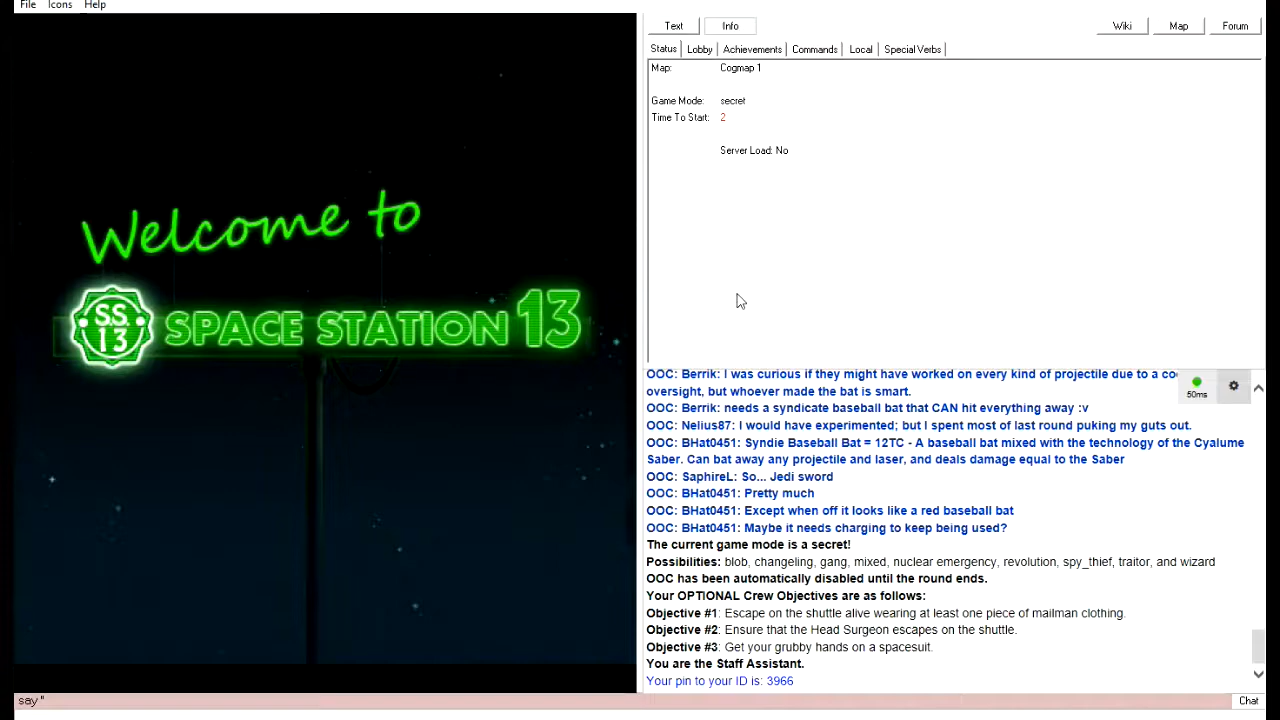 File Icons Help
Text Info Wiki Map Forum
Status Lobby Achievements Commands Local Special Verbs
Map: Cogmap 1
Game Mode: secret
Time To Start: 2
Server Load: No
Welcome to
S.S. 13 SPACE STATION 13
OOC: Berrik: I was curious if they might have worked on every kind of projectile due to a co
oversight, but whoever made the bat is smart.
OOC: Berrik: needs a syndicate baseball bat that CAN hit everything away :v
OOC: Nelius87: I would have experimented; but I spent most of last round puking my guts out.
OOC: BHat0451: Syndie Baseball Bat = 12TC - A baseball bat mixed with the technology of the Cyalume
Saber. Can bat away any projectile and laser, and deals damage equal to the Saber
OOC: SaphireL: So... Jedi sword
OOC: BHat0451: Pretty much
OOC: BHat0451: Except when off it looks like a red baseball bat
OOC: BHat0451: Maybe it needs charging to keep being used?
The current game mode is a secret!
Possibilities: blob, changeling, gang, mixed, nuclear emergency, revolution, spy_thief, traitor, and wizard
OOC has been automatically disabled until the round ends.
Your OPTIONAL Crew Objectives are as follows:
Objective #1: Escape on the shuttle alive wearing at least one piece of mailman clothing.
Objective #2: Ensure that the Head Surgeon escapes on the shuttle.
Objective #3: Get your grubby hands on a spacesuit.
You are the Staff Assistant.
Your pin to your ID is: 3966
50ms
say " Chat